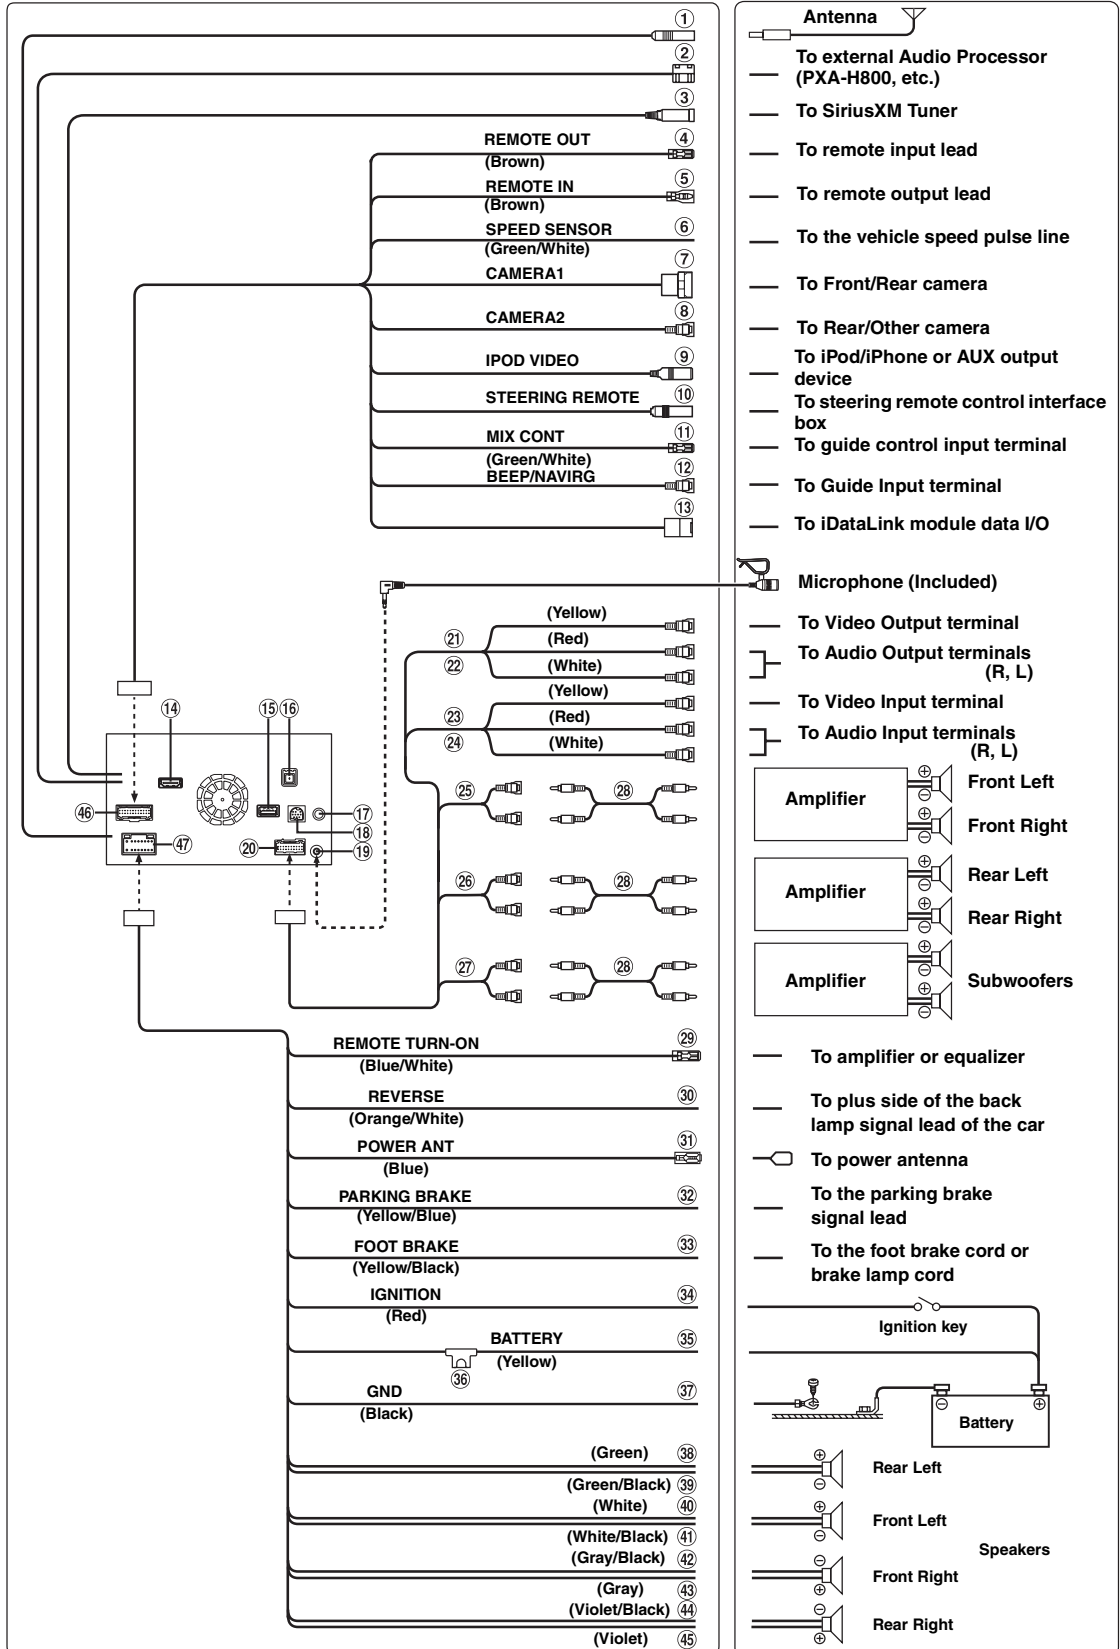 ①
Antenna
②
To external Audio Processor
(PXA-H800, etc.)
③
To SiriusXM Tuner
REMOTE OUT
④
(Brown)
To remote input lead
REMOTE IN
⑤
(Brown)
To remote output lead
SPEED SENSOR
⑥
(Green/White)
To the vehicle speed pulse line
CAMERA1
⑦
To Front/Rear camera
CAMERA2
⑧
To Rear/Other camera
IPOD VIDEO
⑨
To iPod/iPhone or AUX output
device
STEERING REMOTE
⑩
To steering remote control interface
box
MIX CONT
⑪
(Green/White)
To guide control input terminal
BEEP/NAVIRG
⑫
To Guide Input terminal
⑬
To iDataLink module data I/O
Microphone (Included)
(Yellow)
To Video Output terminal
㉑
(Red)
㉒
(White)
To Audio Output terminals
(R, L)
(Yellow)
To Video Input terminal
㉓
(Red)
㉔
(White)
To Audio Input terminals
(R, L)
⑭
⑮
⑯
㊻
⑰
⑱
㊼
⑳
⑲
㉕
㉘
Amplifier
⊕
Front Left
⊖
⊕
Front Right
⊖
㉖
㉘
Amplifier
⊕
Rear Left
⊖
⊕
Rear Right
⊖
㉗
㉘
Amplifier
⊕
⊖
Subwoofers
⊕
⊖
REMOTE TURN-ON
㉙
(Blue/White)
To amplifier or equalizer
REVERSE
㉚
(Orange/White)
To plus side of the back
lamp signal lead of the car
POWER ANT
㉛
(Blue)
To power antenna
PARKING BRAKE
㉜
(Yellow/Blue)
To the parking brake
signal lead
FOOT BRAKE
㉝
(Yellow/Black)
To the foot brake cord or
brake lamp cord
IGNITION
㉞
(Red)
Ignition key
BATTERY
㉟
(Yellow)
㊱
GND
㊲
(Black)
⊖
⊕
Battery
(Green)
㊳
⊕
Rear Left
(Green/Black)
㊴
⊖
(White)
㊵
⊕
Front Left
(White/Black)
㊶
⊖
Speakers
(Gray/Black)
㊷
⊖
Front Right
(Gray)
㊸
⊕
(Violet/Black)
㊹
⊖
Rear Right
(Violet)
㊺
⊕